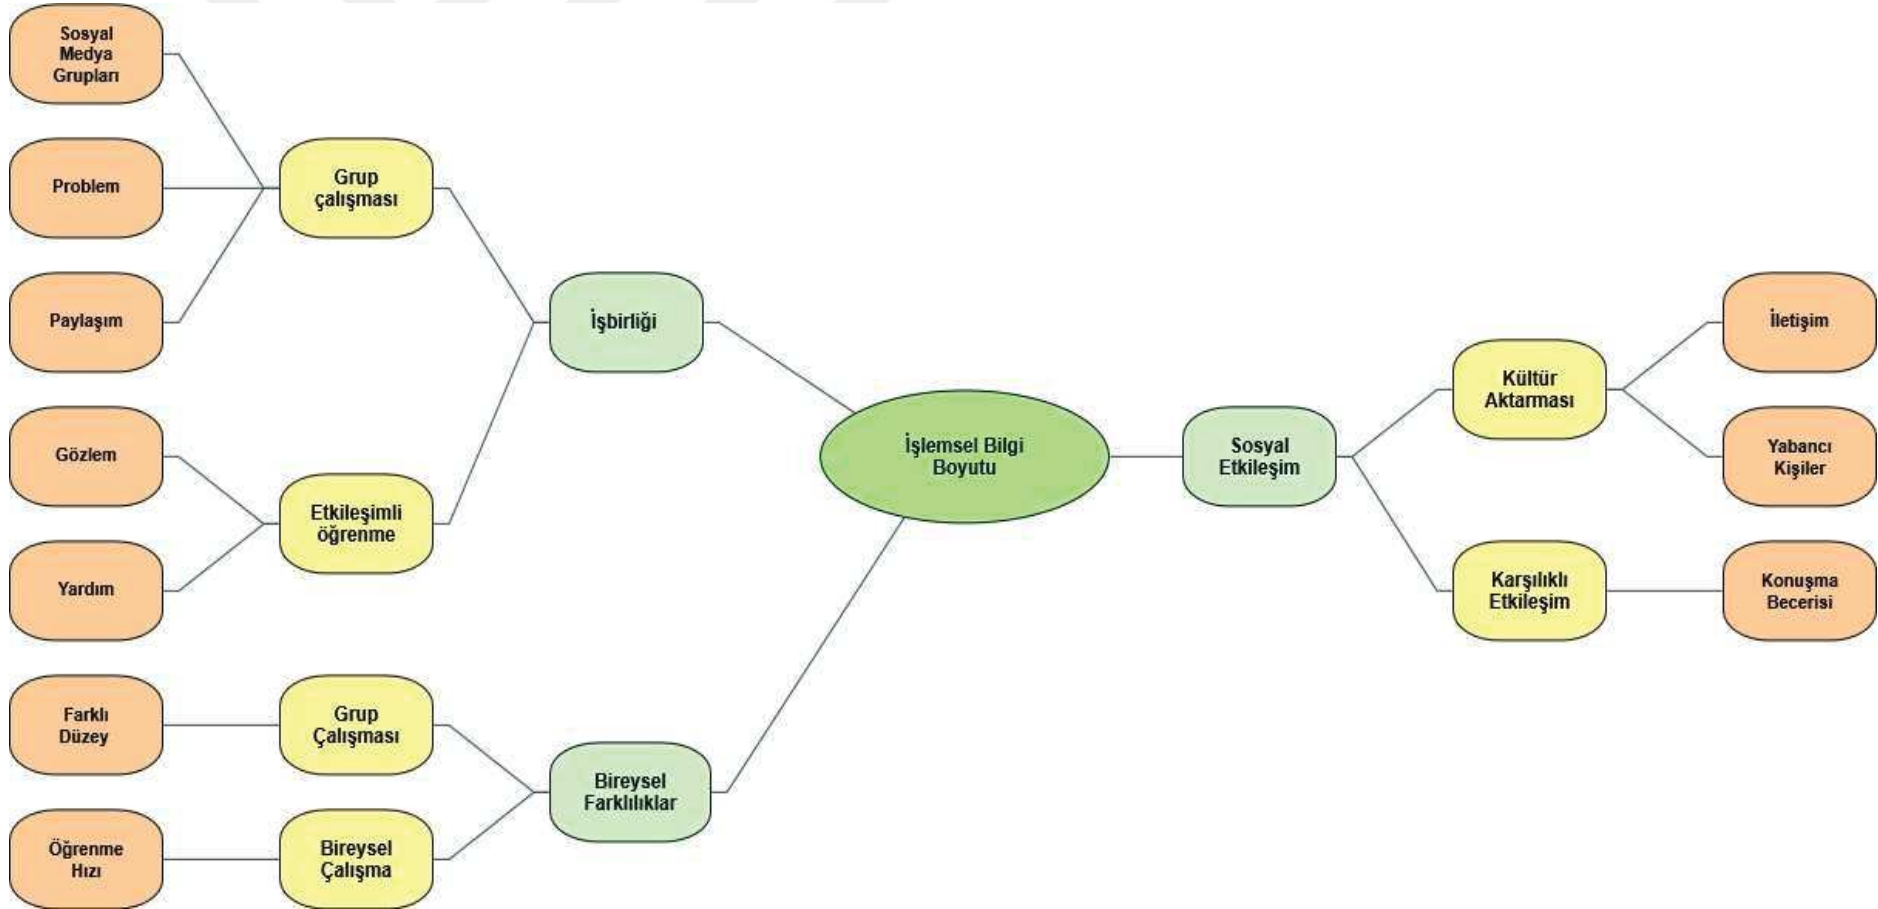 Sosyal
Medya
Grupları
Problem
Paylaşım
Gözlem
Yardım
Farklı
Düzey
Öğrenme
Hızı
Grup
çalışması
Etkileşimli
öğrenme
Grup
Çalışması
Bireysel
Çalışma
İşbirliği
Bireysel
Farklılıklar
İşlemsel Bilgi
Boyutu
Sosyal
Etkileşim
Kültür
Aktarması
Karşılıklı
Etkileşim
İletişim
Yabancı
Kişiler
Konuşma
Becerisi